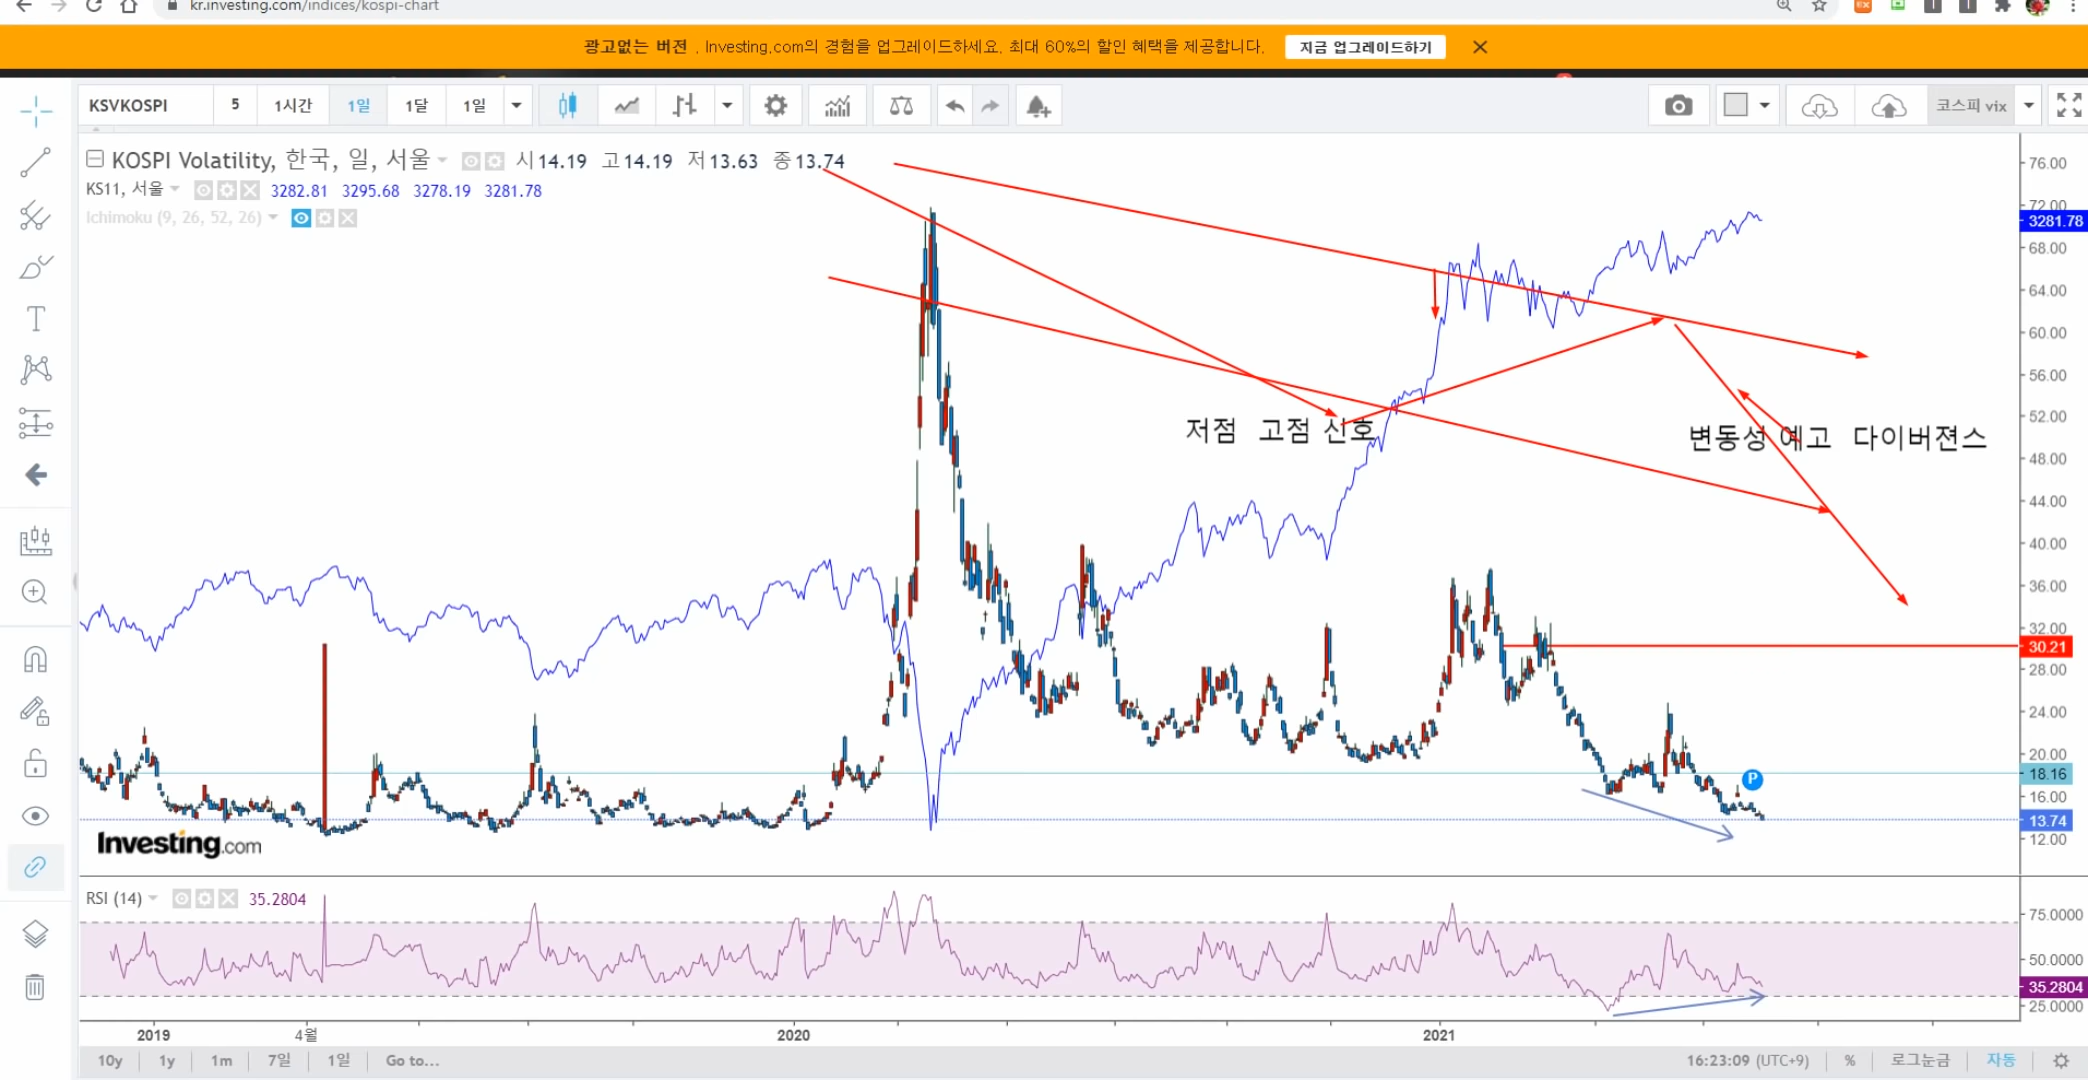 kr.investing.com/indices/kospi-chart
광고없는 버전 . Investing.com의 경험을 업그레이드하세요. 최대 60%의 할인 혜택을 제공합니다. 지금 업그레이드하기
KSVKOSPI 5 1시간 1일 1달 1일 코스피 vix
KOSPI Volatility, 한국, 일, 서울 시14.19 고14.19 저13.63 종13.74
KS11, 서울 3282.81 3295.68 3278.19 3281.78
Ichimoku (9, 26, 52, 26)
76.00
72.00
3281.78
68.00
64.00
60.00
56.00
52.00
저점 고점 신호
변동성 예고 다이버젼스
48.00
44.00
40.00
36.00
32.00
30.21
28.00
24.00
20.00
P
18.16
16.00
13.74
12.00
Investing.com
RSI (14) 35.2804
75.0000
50.0000
35.2804
25.0000
2019 4월 2020 2021
10y 1y 1m 7일 1일 Go to... 16:23:09 (UTC+9) % 로그눈금 자동